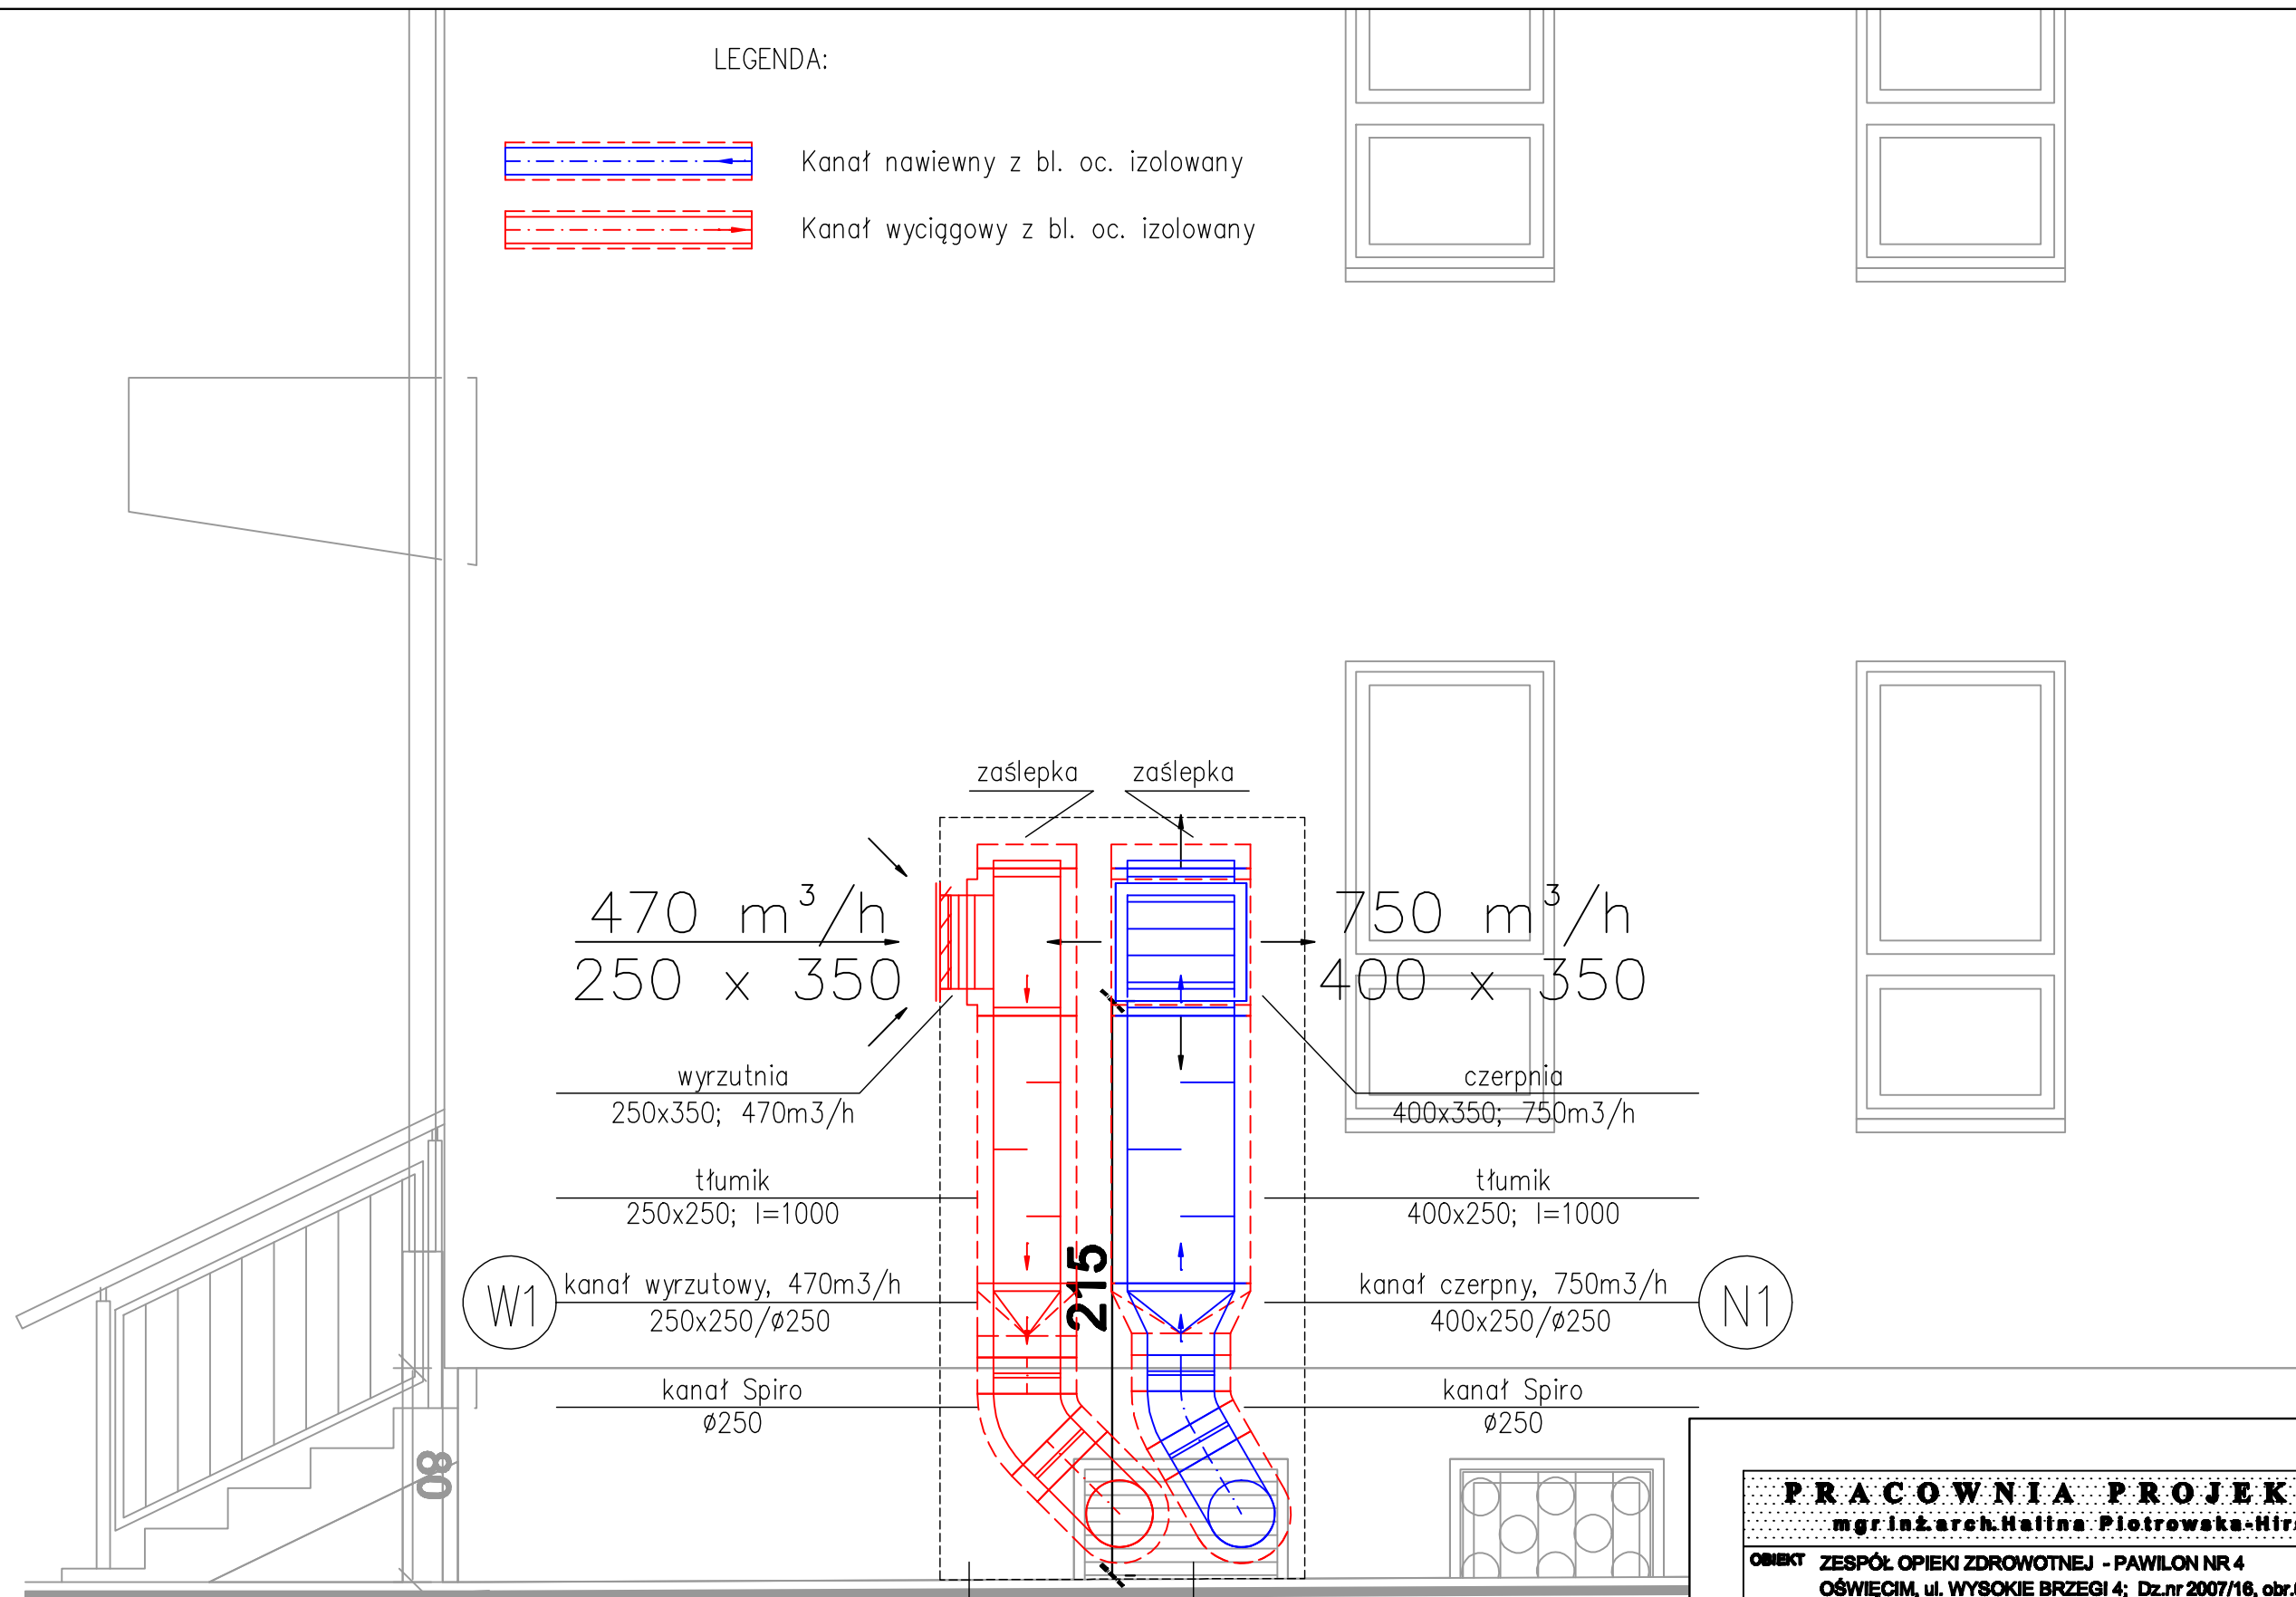 LEGENDA:
Kanał nawiewny z bl. oc. izolowany
Kanał wyciągowy z bl. oc. izolowany
zaślepka
zaślepka
470 m³/h
250 x 350
750 m³/h
400 x 350
wyrzutnia
250x350; 470m3/h
czerpnia
400x350; 750m3/h
tłumik
250x250; l=1000
tłumik
400x250; l=1000
215
W1
kanał wyrzutowy, 470m3/h
250x250/ø250
kanał czerpny, 750m3/h
400x250/ø250
N1
kanał Spiro
ø250
kanał Spiro
ø250
80
PRACOWNIA PROJEK
mgr inż.arch.Halina Piotrowska-Hir
OBIEKT ZESPÓŁ OPIEKI ZDROWOTNEJ - PAWILON NR 4
OŚWIĘCIM, ul. WYSOKIE BRZEGI 4; Dz.nr 2007/16, obr.